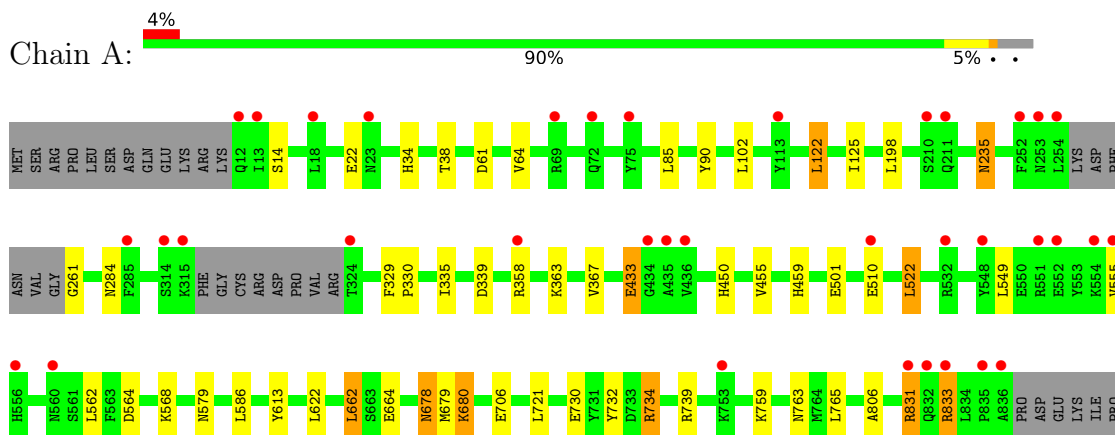 4%
Chain A:
90% 5% • •
MET SER ARG PRO LEU SER ASP GLN GLU LYS ARG LYS Q12 I13 S14 L18 E22 N23 H34 T38 D61 V64 R69 Q72 Y75 L85 Y90 L102 Y113 L122 I125 L198 S210 Q211 N235 F252 N253 L254 LYS ASP PHE
ASN VAL GLY G261 N284 F285 S314 K315 PHE GLY CYS ARG ASP PRO VAL ARG T324 F329 P330 I335 D339 R358 K363 V367 E433 G434 A435 V436 H450 V455 H459 E501 E510 L522 R532 Y548 L549 E550 R551 E552 Y553 K554 V555
H556 N560 S561 L562 F563 D564 K568 N579 L586 Y613 L622 L662 S663 E664 N678 M679 K680 E706 L721 E730 Y731 Y732 D733 R734 R739 K753 K759 N763 M764 L765 A806 R831 Q832 R833 L834 P835 A836 PRO ASP GLU LYS ILE PRO